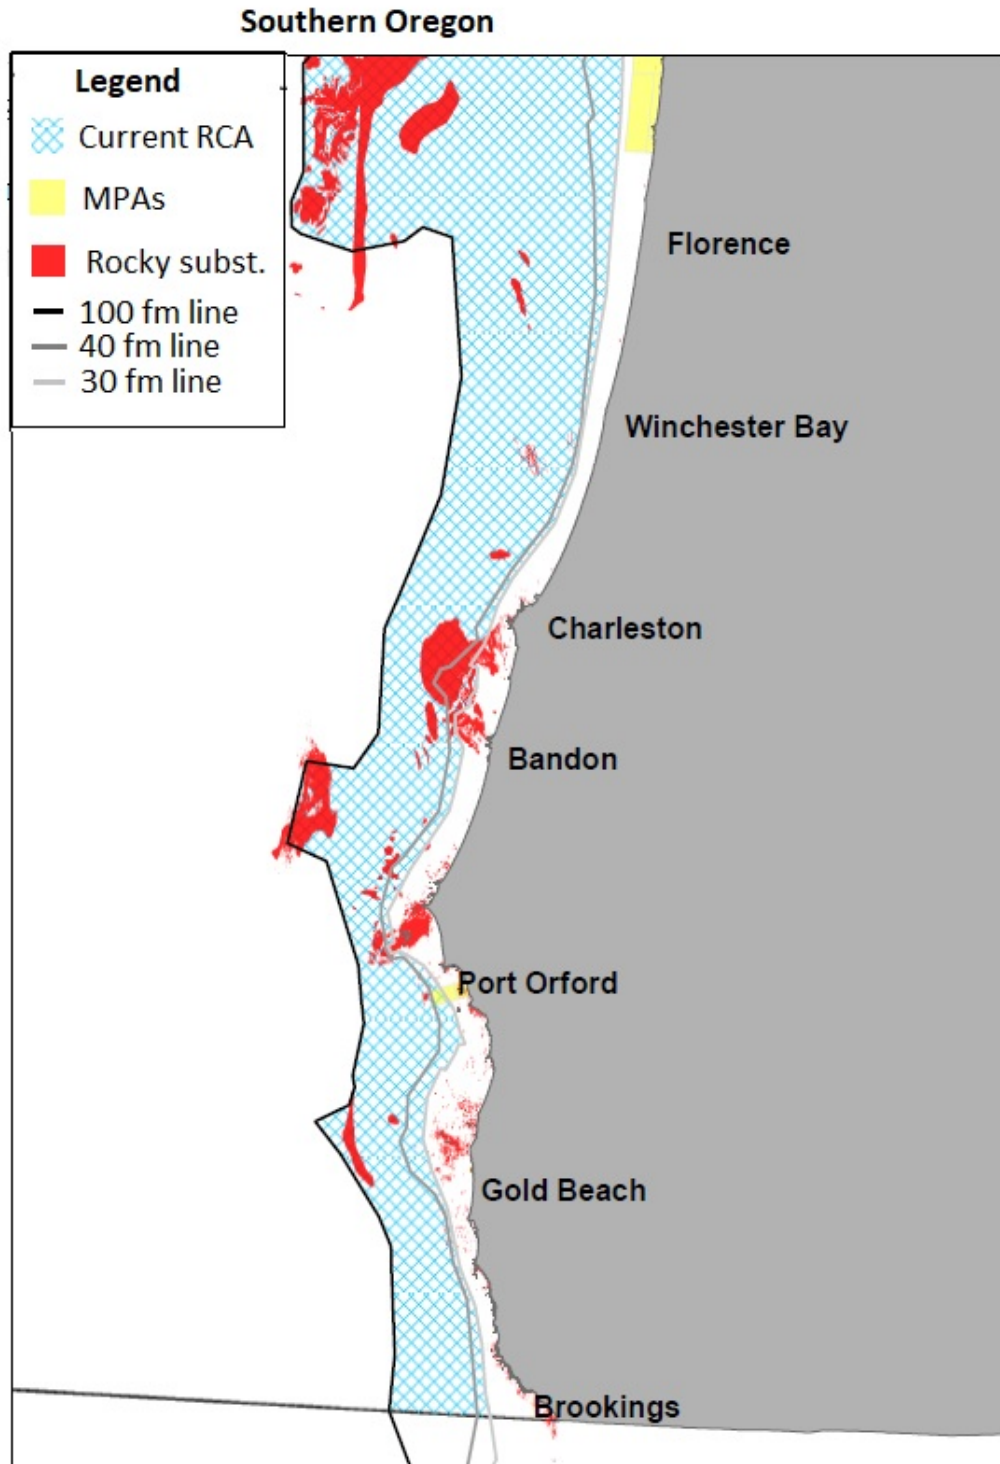 Southern Oregon
Legend
Current RCA
MPAs
Rocky subst.
100 fm line
40 fm line
30 fm line
Florence
Winchester Bay
Charleston
Bandon
Port Orford
Gold Beach
Brookings